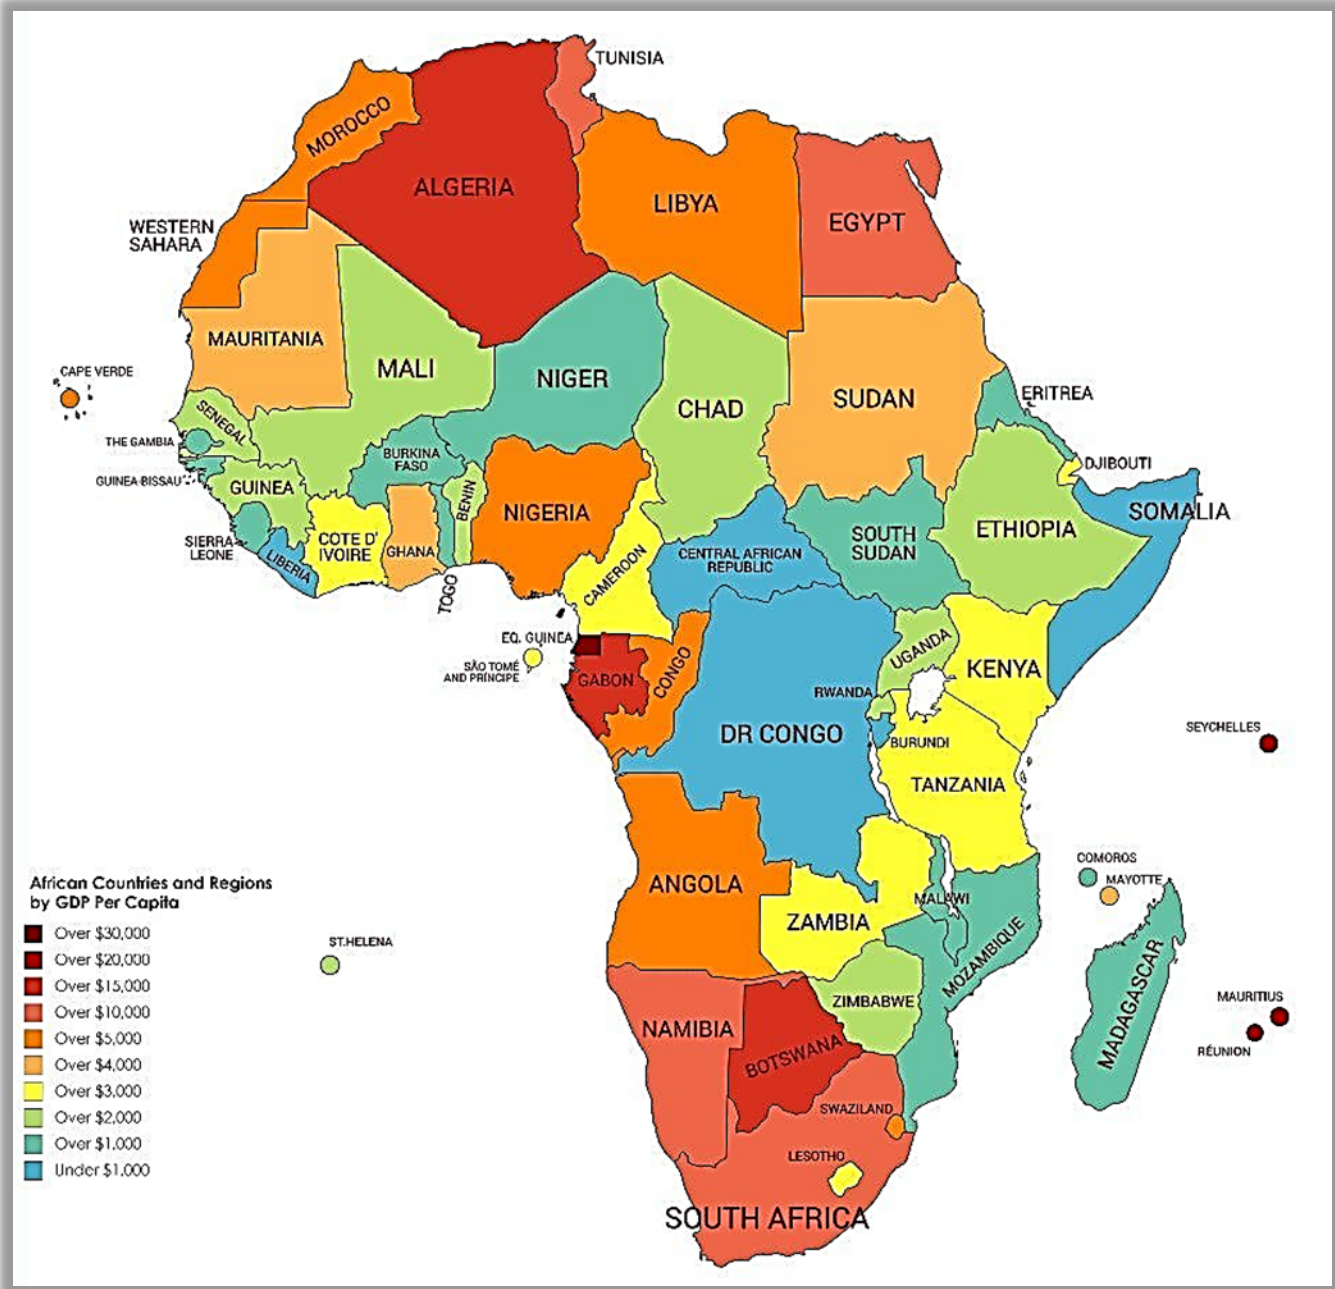 TUNISIA
MOROCCO
ALGERIA
LIBYA
EGYPT
WESTERN
SAHARA
MAURITANIA
MALI
NIGER
CHAD
SUDAN
ERITREA
CAPE VERDE
SENEGAL
THE GAMBIA
BURKINA
FASO
DJIBOUTI
GUINEA-BISSAU
GUINEA
BENIN
NIGERIA
SOMALIA
SIERRA
LEONE
LIBERIA
COTE D'
IVOIRE
GHANA
TOGO
CAMEROON
CENTRAL AFRICAN
REPUBLIC
SOUTH
SUDAN
ETHIOPIA
EQ. GUINEA
SÃO TOMÉ
AND PRÍNCIPE
GABON
CONGO
UGANDA
KENYA
RWANDA
DR CONGO
BURUNDI
TANZANIA
SEYCHELLES
COMOROS
MAYOTTE
ANGOLA
ZAMBIA
MALAWI
MOZAMBIQUE
MADAGASCAR
ST.HELENA
MAURITIUS
RÉUNION
NAMIBIA
ZIMBABWE
BOTSWANA
SWAZILAND
LESOTHO
SOUTH AFRICA
African Countries and Regions
by GDP Per Capita
Over $30,000
Over $20,000
Over $15,000
Over $10,000
Over $5,000
Over $4,000
Over $3,000
Over $2,000
Over $1,000
Under $1,000